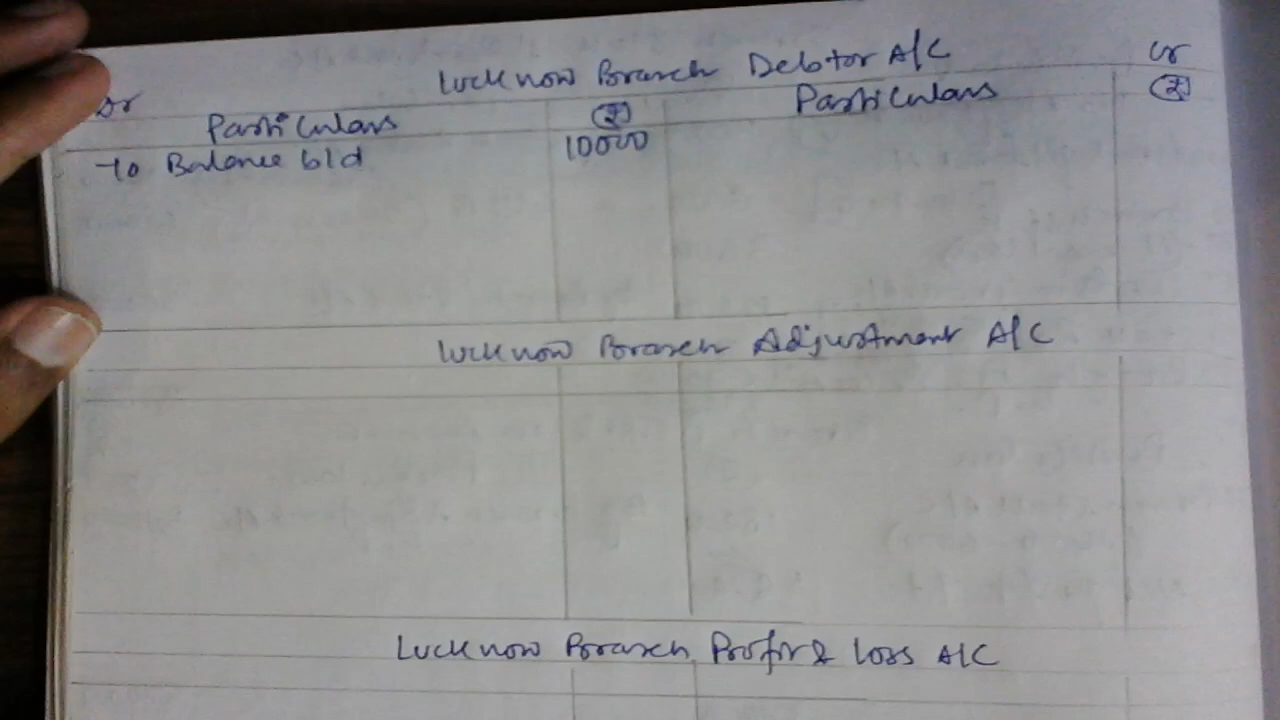 Lucknow Branch Debtor A/C
Dr Cr
Particulars (₹) Particulars (₹)
To Balance b/d 10000
Lucknow Branch Adjustment A/C
Lucknow Branch Profit & Loss A/C